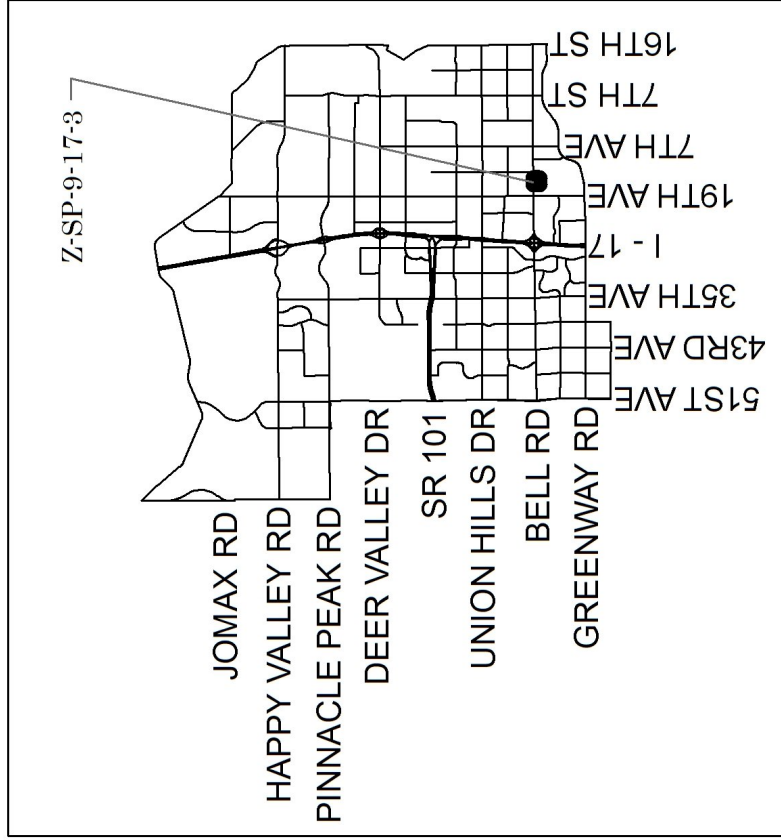 Z-SP-9-17-3
16TH ST
7TH ST
7TH AVE
19TH AVE
I - 17
35TH AVE
43RD AVE
51ST AVE
JOMAX RD
HAPPY VALLEY RD
PINNACLE PEAK RD
DEER VALLEY DR
SR 101
UNION HILLS DR
BELL RD
GREENWAY RD